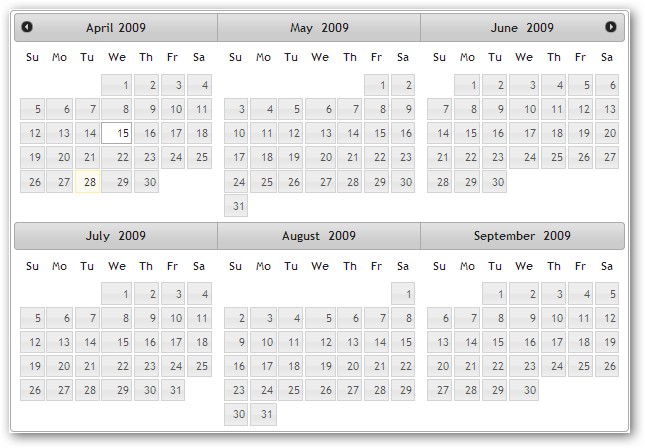 April 2009 May 2009 June 2009
Su Mo Tu We Th Fr Sa Su Mo Tu We Th Fr Sa Su Mo Tu We Th Fr Sa
1 2 3 4 1 2 1 2 3 4 5 6
5 6 7 8 9 10 11 3 4 5 6 7 8 9 7 8 9 10 11 12 13
12 13 14 15 16 17 18 10 11 12 13 14 15 16 14 15 16 17 18 19 20
19 20 21 22 23 24 25 17 18 19 20 21 22 23 21 22 23 24 25 26 27
26 27 28 29 30 24 25 26 27 28 29 30 28 29 30
31
July 2009 August 2009 September 2009
Su Mo Tu We Th Fr Sa Su Mo Tu We Th Fr Sa Su Mo Tu We Th Fr Sa
1 2 3 4 1 1 2 3 4 5
5 6 7 8 9 10 11 2 3 4 5 6 7 8 6 7 8 9 10 11 12
12 13 14 15 16 17 18 9 10 11 12 13 14 15 13 14 15 16 17 18 19
19 20 21 22 23 24 25 16 17 18 19 20 21 22 20 21 22 23 24 25 26
26 27 28 29 30 31 23 24 25 26 27 28 29 27 28 29 30
30 31